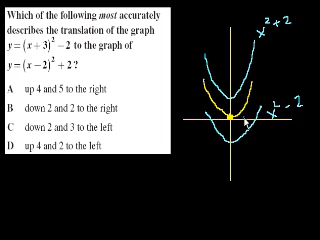 Which of the following most accurately
describes the translation of the graph
y = (x + 3)² − 2 to the graph of
y = (x − 2)² + 2 ?
A up 4 and 5 to the right
B down 2 and 2 to the right
C down 2 and 3 to the left
D up 4 and 2 to the left
x² + 2
x² − 2